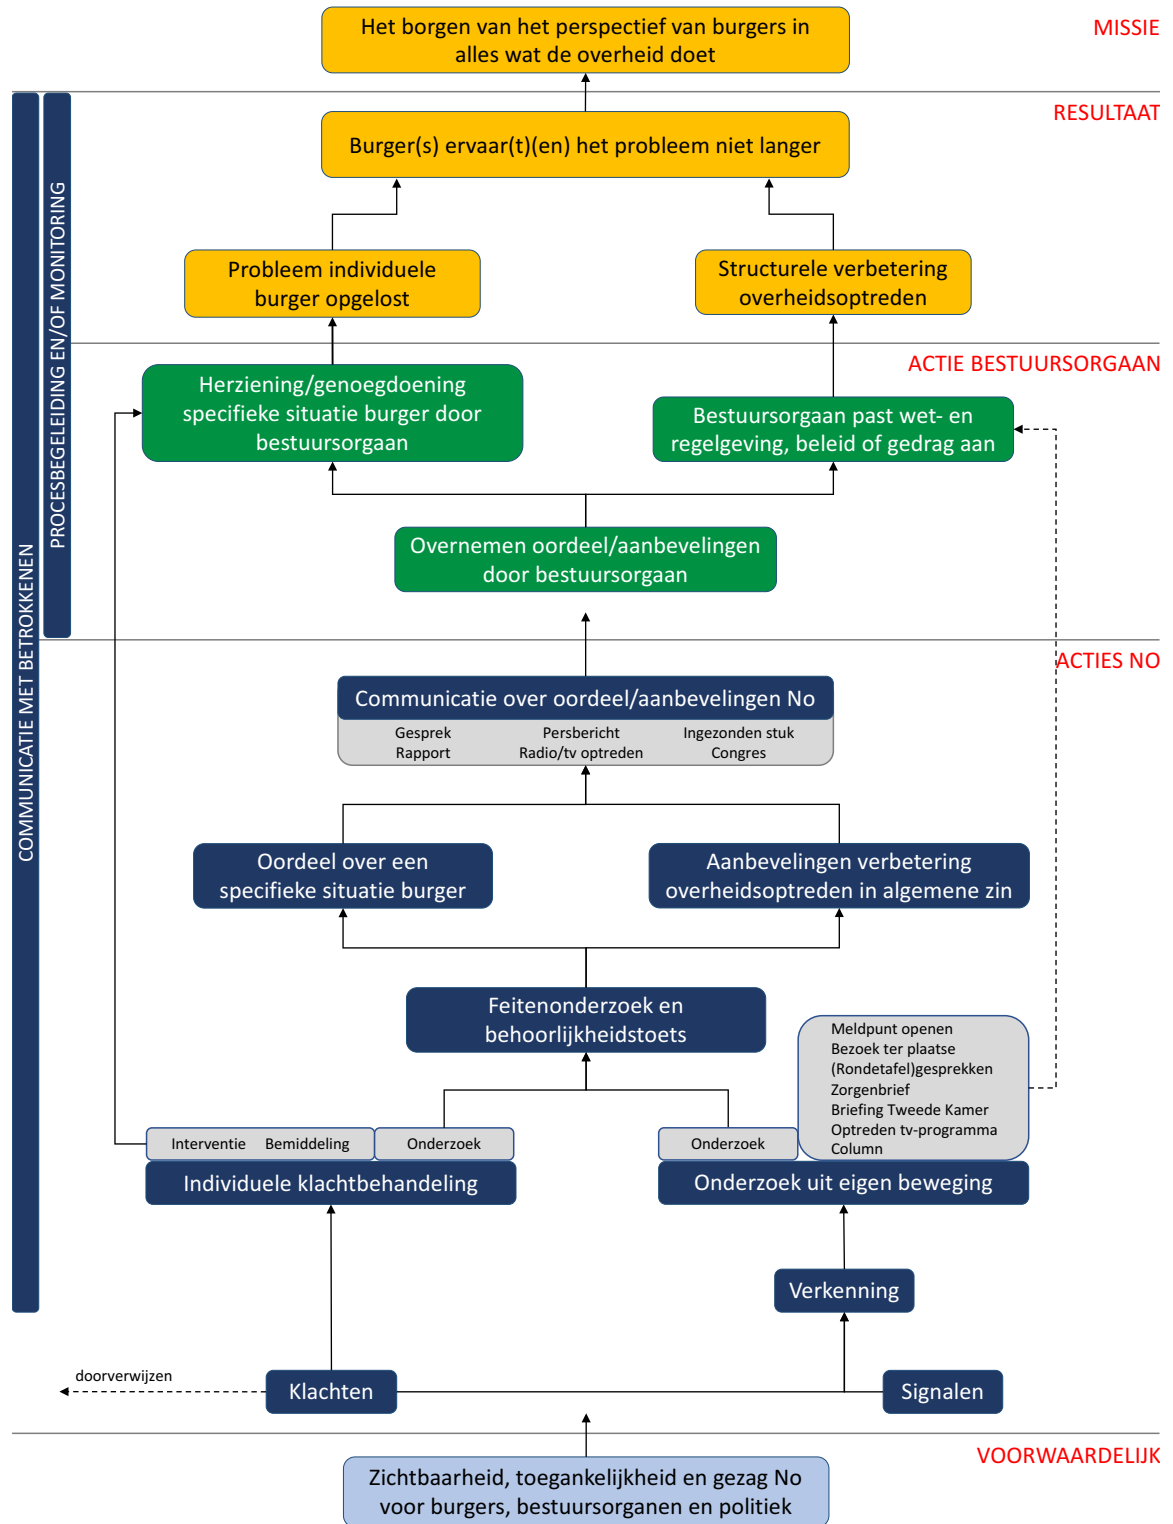 Het borgen van het perspectief van burgers in
alles wat de overheid doet
MISSIE
RESULTAAT
Burger(s) ervaar(t)(en) het probleem niet langer
Probleem individuele
burger opgelost
Structurele verbetering
overheidsoptreden
ACTIE BESTUURSORGAAN
Herziening/genoegdoening
specifieke situatie burger door
bestuursorgaan
Bestuursorgaan past wet- en
regelgeving, beleid of gedrag aan
Overnemen oordeel/aanbevelingen
door bestuursorgaan
PROCESBEGELEIDING EN/OF MONITORING
COMMUNICATIE MET BETROKKENEN
ACTIES NO
Communicatie over oordeel/aanbevelingen No
Gesprek Persbericht Ingezonden stuk
Rapport Radio/tv optreden Congres
Oordeel over een
specifieke situatie burger
Aanbevelingen verbetering
overheidsoptreden in algemene zin
Feitenonderzoek en
behoorlijkheidstoets
Meldpunt openen
Bezoek ter plaatse
(Rondetafel)gesprekken
Zorgenbrief
Briefing Tweede Kamer
Optreden tv-programma
Column
Interventie Bemiddeling Onderzoek
Onderzoek
Individuele klachtbehandeling
Onderzoek uit eigen beweging
Verkenning
doorverwijzen
Klachten
Signalen
VOORWAARDELIJK
Zichtbaarheid, toegankelijkheid en gezag No
voor burgers, bestuursorganen en politiek